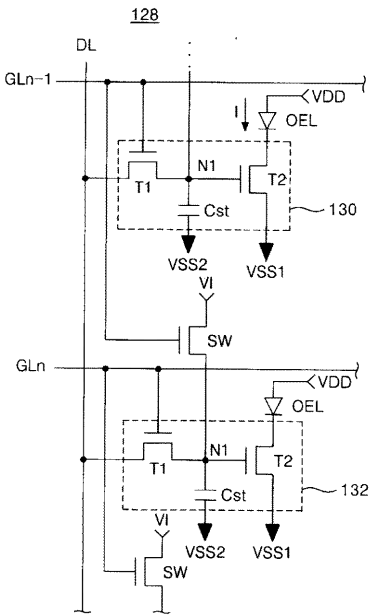 128
DL
GLn-1
VDD
I
OEL
N1
T1
T2
Cst
130
VSS2
VSS1
VI
SW
GLn
VDD
OEL
N1
T1
T2
Cst
132
VI
VSS2
VSS1
SW